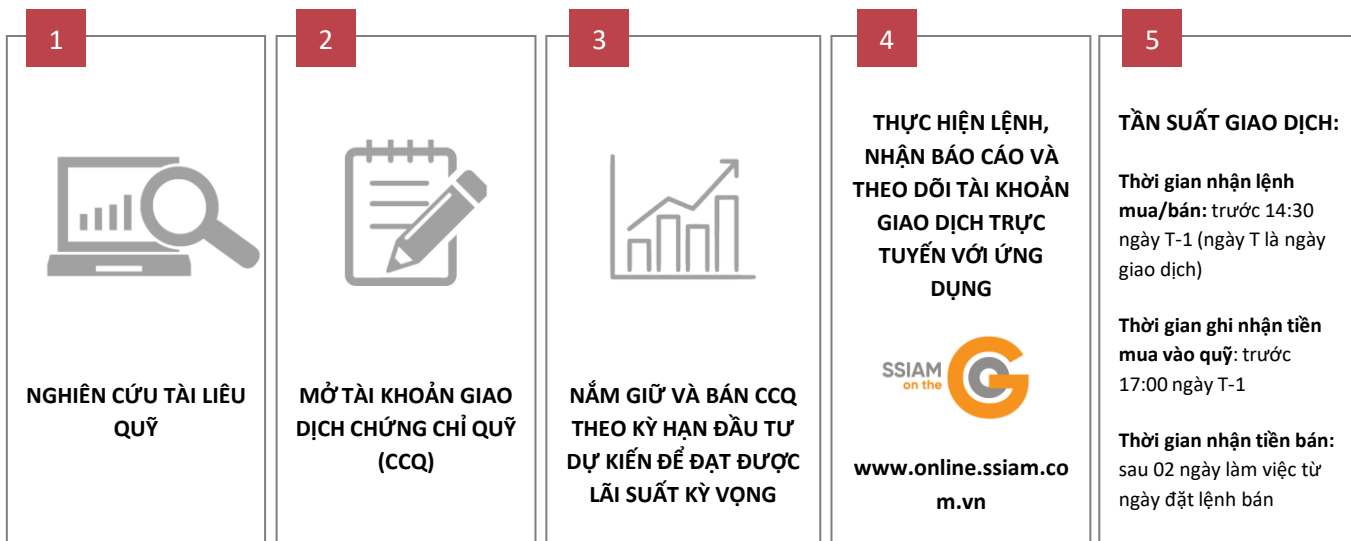 1
NGHIÊN CỨU TÀI LIÊU
QUỸ
2
MỞ TÀI KHOẢN GIAO
DỊCH CHỨNG CHỈ QUỸ
(CCQ)
3
NẮM GIỮ VÀ BÁN CCQ
THEO KỲ HẠN ĐẦU TƯ
DỰ KIẾN ĐỂ ĐẠT ĐƯỢC
LÃI SUẤT KỲ VỌNG
4
THỰC HIỆN LỆNH,
NHẬN BÁO CÁO VÀ
THEO DÕI TÀI KHOẢN
GIAO DỊCH TRỰC
TUYẾN VỚI ỨNG
DỤNG
SSIAM
on the
GO
www.online.ssiam.co
m.vn
5
TẦN SUẤT GIAO DỊCH:
Thời gian nhận lệnh
mua/bán: trước 14:30
ngày T-1 (ngày T là ngày
giao dịch)
Thời gian ghi nhận tiền
mua vào quỹ: trước
17:00 ngày T-1
Thời gian nhận tiền bán:
sau 02 ngày làm việc từ
ngày đặt lệnh bán